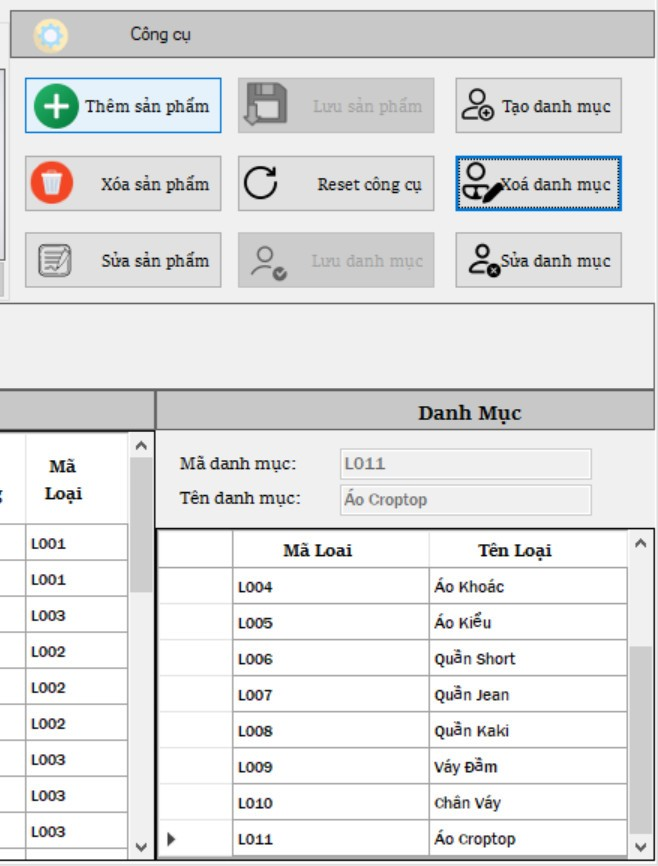 Công cụ
Thêm sản phẩm
Lưu sản phẩm
Tạo danh mục
Xóa sản phẩm
Reset công cụ
Xoá danh mục
Sửa sản phẩm
Lưu danh mục
Sửa danh mục
Mã
Loại
L001
L001
L003
L002
L002
L002
L003
L003
L003
Danh Mục
Mã danh mục: L011
Tên danh mục: Áo Croptop
Mã Loai Tên Loại
L004 Áo Khoác
L005 Áo Kiểu
L006 Quần Short
L007 Quần Jean
L008 Quần Kaki
L009 Váy Đầm
L010 Chân Váy
L011 Áo Croptop